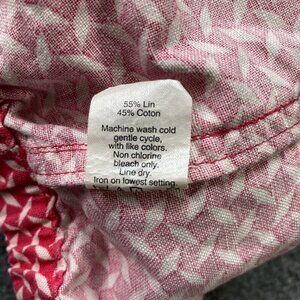 55% Lin
45% Coton
Machine wash cold
gentle cycle,
with like colors.
Non chlorine
bleach only.
Line dry.
Iron on lowest setting